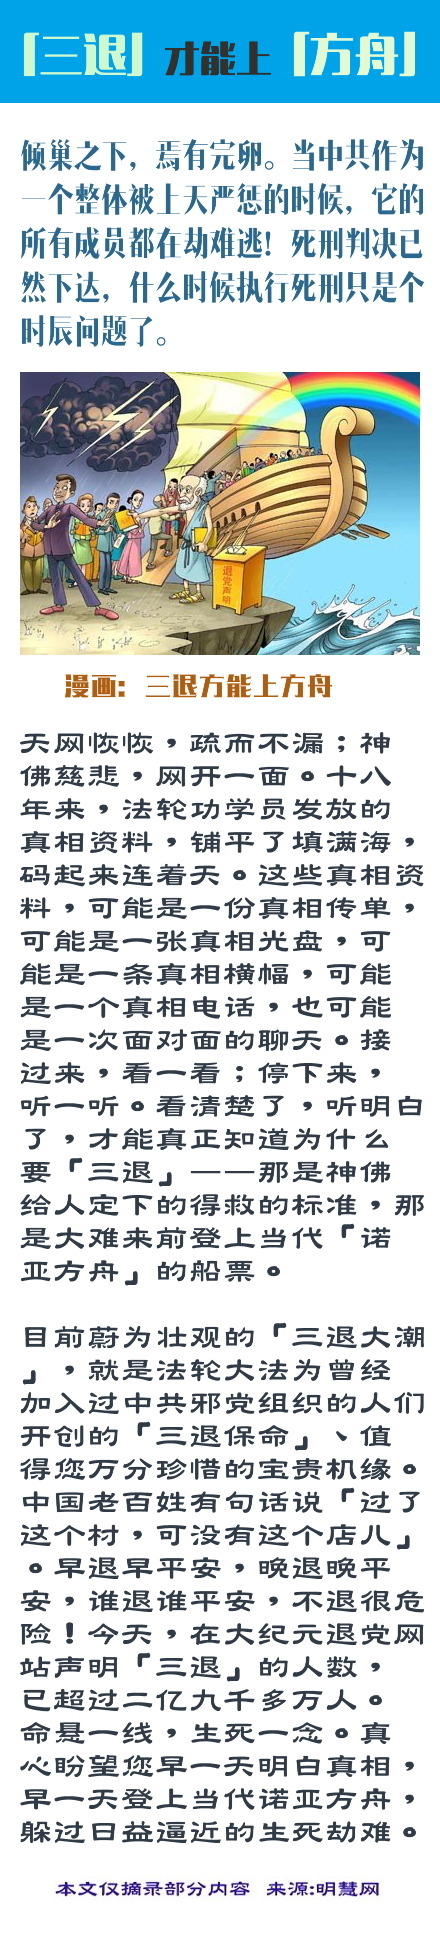 「三退」才能上「方舟」
倾巢之下，焉有完卵。当中共作为
一个整体被上天严惩的时候，它的
所有成员都在劫难逃！死刑判决已
然下达，什么时候执行死刑只是个
时辰问题了。
退党声明
漫画：三退方能上方舟
天网恢恢，疏而不漏；神
佛慈悲，网开一面。十八
年来，法轮功学员发放的
真相资料，铺平了填满海，
码起来连着天。这些真相资
料，可能是一份真相传单，
可能是一张真相光盘，可
能是一条真相横幅，可能
是一个真相电话，也可能
是一次面对面的聊天。接
过来，看一看；停下来，
听一听。看清楚了，听明白
了，才能真正知道为什么
要「三退」——那是神佛
给人定下的得救的标准，那
是大难来前登上当代「诺
亚方舟」的船票。
目前蔚为壮观的「三退大潮
」，就是法轮大法为曾经
加入过中共邪党组织的人们
开创的「三退保命」、值
得您万分珍惜的宝贵机缘。
中国老百姓有句话说「过了
这个村，可没有这个店儿」
。早退早平安，晚退晚平
安，谁退谁平安，不退很危
险！今天，在大纪元退党网
站声明「三退」的人数，
已超过二亿九千多万人。
命悬一线，生死一念。真
心盼望您早一天明白真相，
早一天登上当代诺亚方舟，
躲过日益逼近的生死劫难。
本文仅摘录部分内容 来源:明慧网